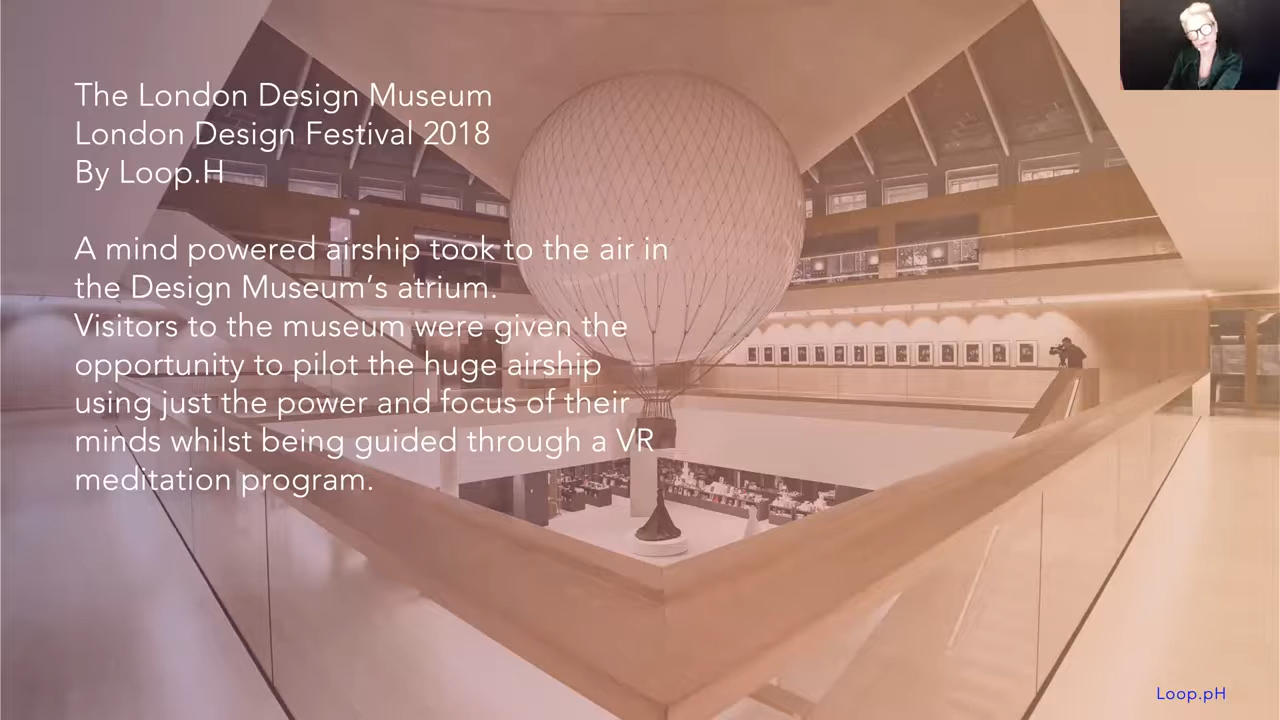 The London Design Museum
London Design Festival 2018
By Loop.H
A mind powered airship took to the air in
the Design Museum’s atrium.
Visitors to the museum were given the
opportunity to pilot the huge airship
using just the power and focus of their
minds whilst being guided through a VR
meditation program.
Loop.pH